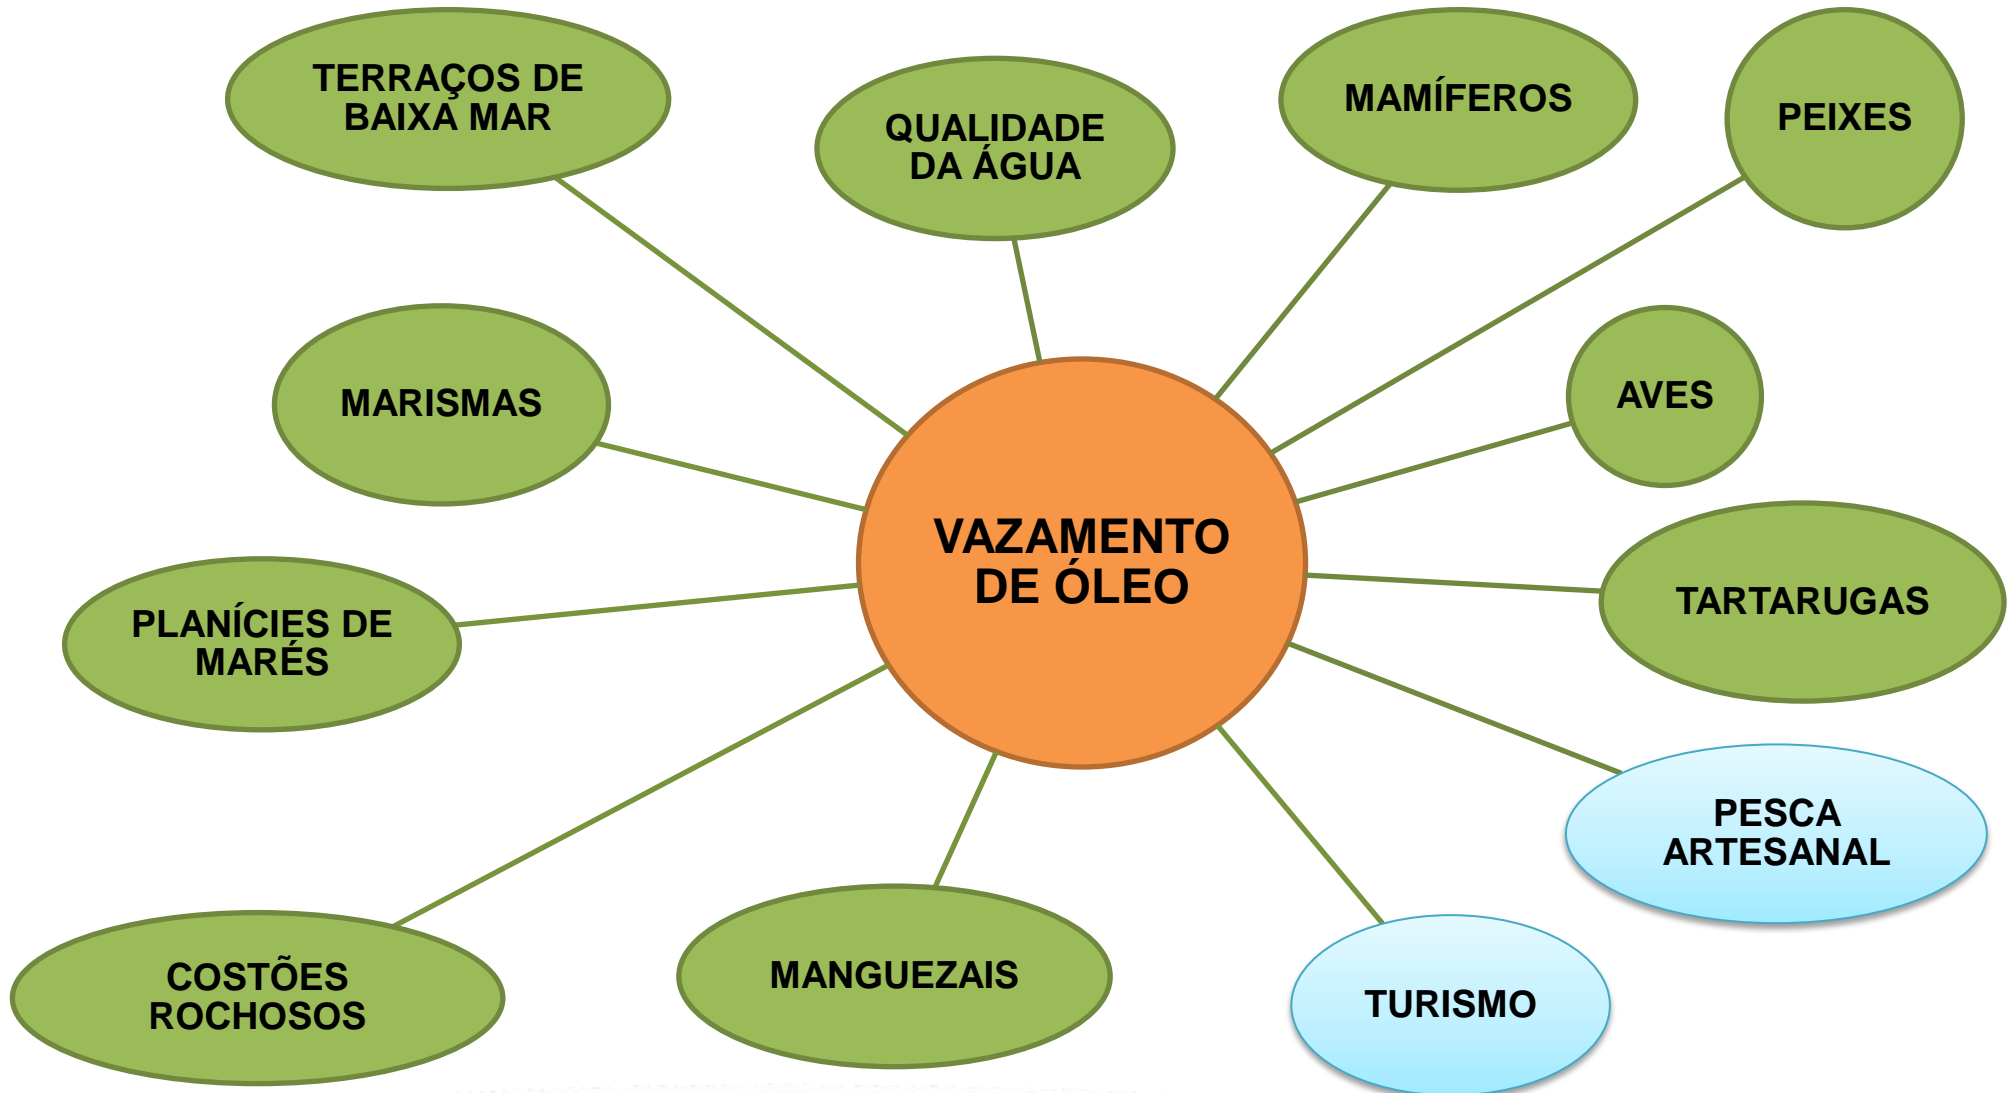 TERRAÇOS DE
BAIXA MAR
QUALIDADE
DA ÁGUA
MAMÍFEROS
PEIXES
MARISMAS
AVES
VAZAMENTO
DE ÓLEO
PLANÍCIES DE
MARÉS
TARTARUGAS
PESCA
ARTESANAL
COSTÕES
ROCHOSOS
MANGUEZAIS
TURISMO